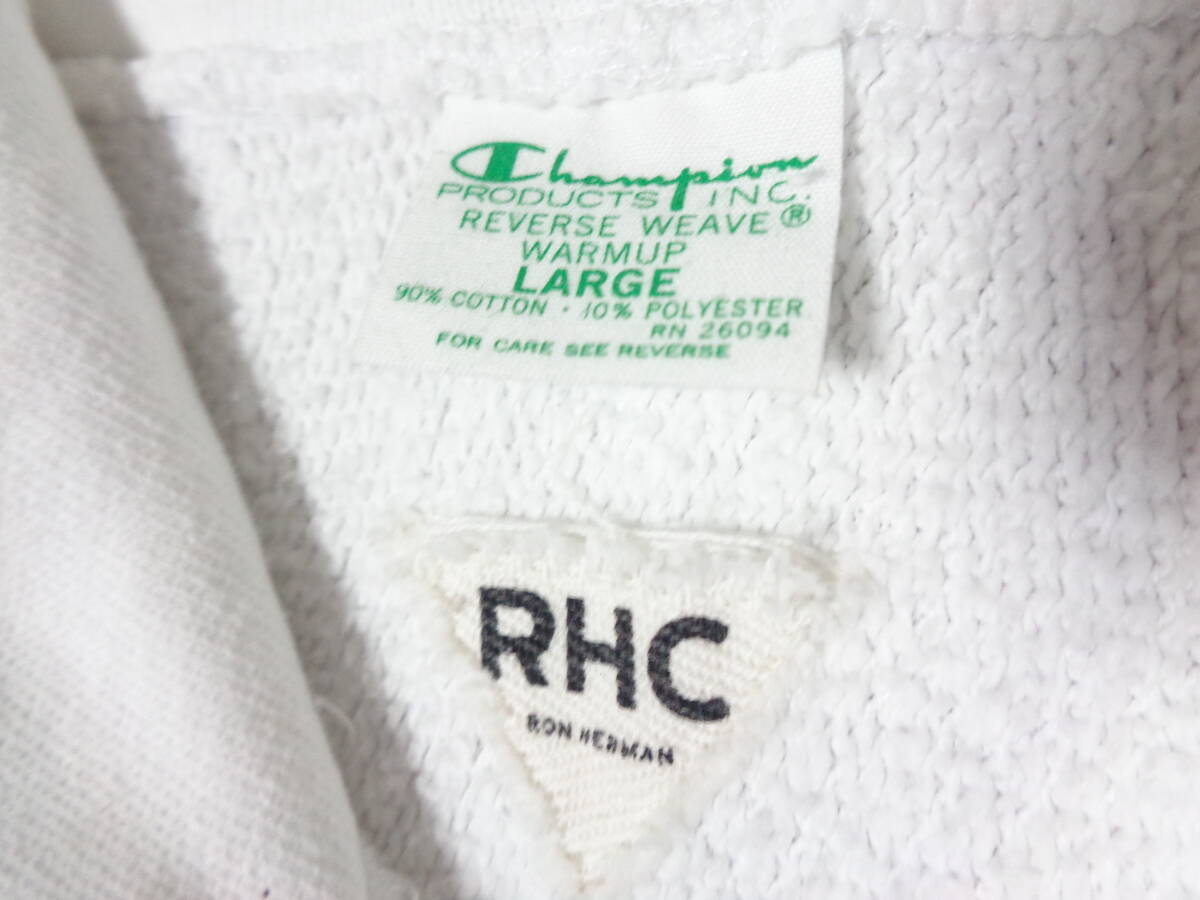 Champion
PRODUCTS INC.
REVERSE WEAVE®
WARMUP
LARGE
90% COTTON · 10% POLYESTER
RN 26094
FOR CARE SEE REVERSE
RHC
RON HERMAN